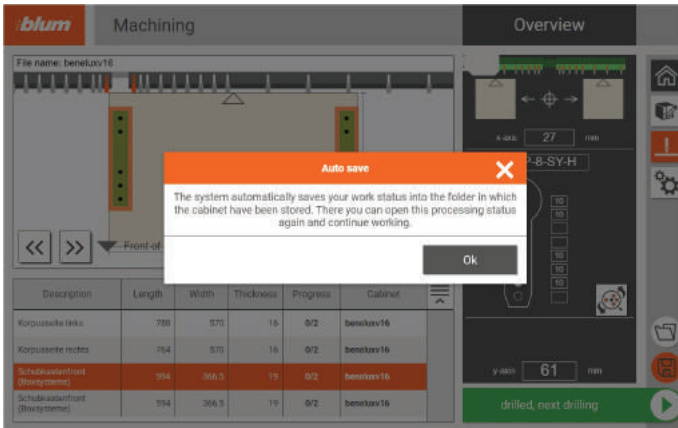 blum
Machining
Overview
File name: beneluxv16
x-axis
27
mm
P-8-SY-H
Auto save
The system automatically saves your work status into the folder in which
the cabinet have been stored. There you can open this processing status
again and continue working.
Ok
Front of
10
10
10
10
10
Description Length Width Thickness Progress Cabinet
Korpusseite links 780 570 16 0/2 beneluxv16
Korpusseite rechts 764 570 16 0/2 beneluxv16
Schubkastenfront
(Boxsysteme) 594 366.5 19 0/2 beneluxv16
Schubkastenfront
(Boxsysteme) 594 366.5 19 0/2 beneluxv16
y-axis
61
mm
drilled, next drilling